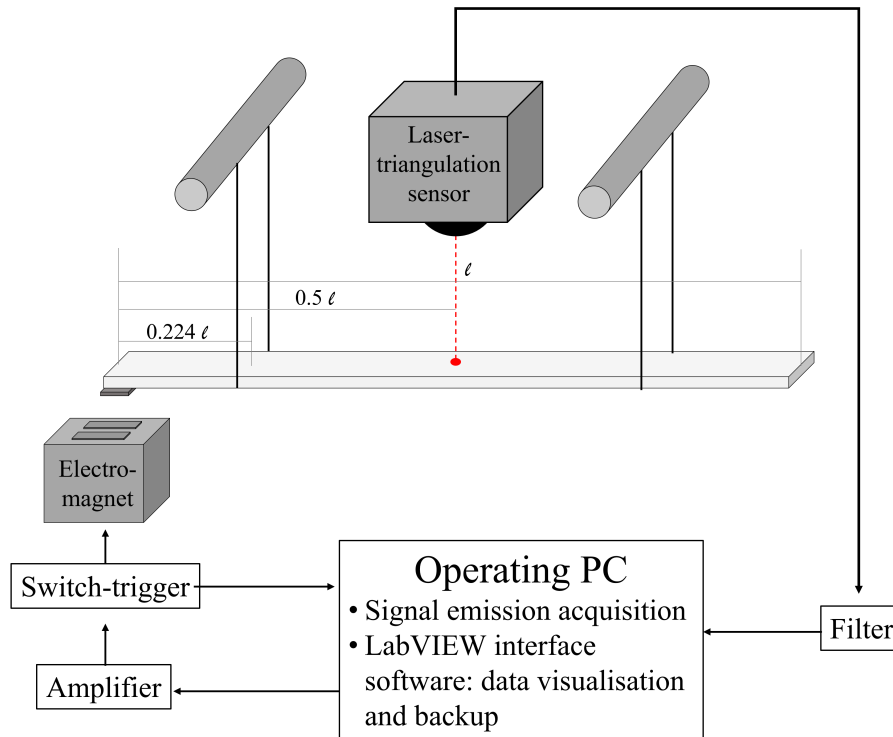 Laser-
triangulation
sensor
ℓ
0.5 ℓ
0.224 ℓ
Electro-
magnet
Switch-trigger
Amplifier
Operating PC
• Signal emission acquisition
• LabVIEW interface
software: data visualisation
and backup
Filter